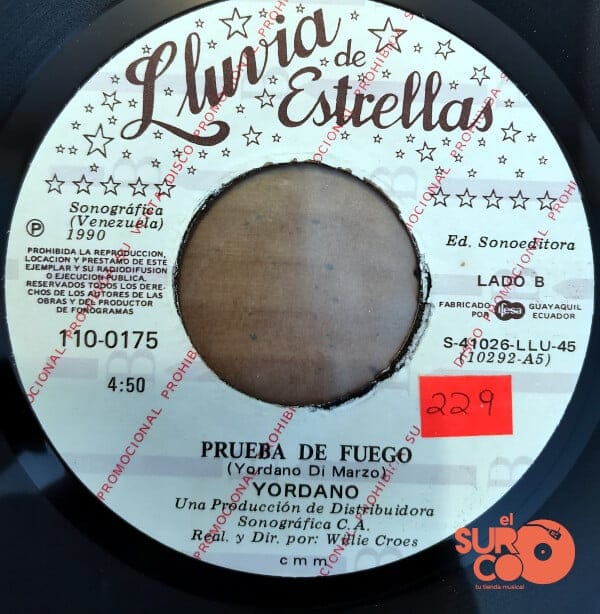 Lluvia
de
Estrellas
Sonográfica
(Venezuela)
1990
PROHIBIDA LA REPRODUCCION,
LOCACION Y PRESTAMO DE ESTE
EJEMPLAR Y SU RADIODIFUSION
O EJECUCION PUBLICA.
RESERVADOS TODOS LOS DERE-
CHOS DE LOS AUTORES DE LAS
OBRAS Y DEL PRODUCTOR
DE FONOGRAMAS
110-0175
4:50
Ed. Sonoeditora
LADO B
FABRICADO POR ifesa GUAYAQUIL ECUADOR
S-41026-LLU-45
(10292-A5)
229
PRUEBA DE FUEGO
(Yordano Di Marzo)
YORDANO
Una Producción de Distribuidora
Sonográfica C.A.
Real. y Dir. por: Willie Croes
c m m
DISCO PROMOCIONAL PROHIBIDA SU VENTA
el
SURCO
tu tienda musical